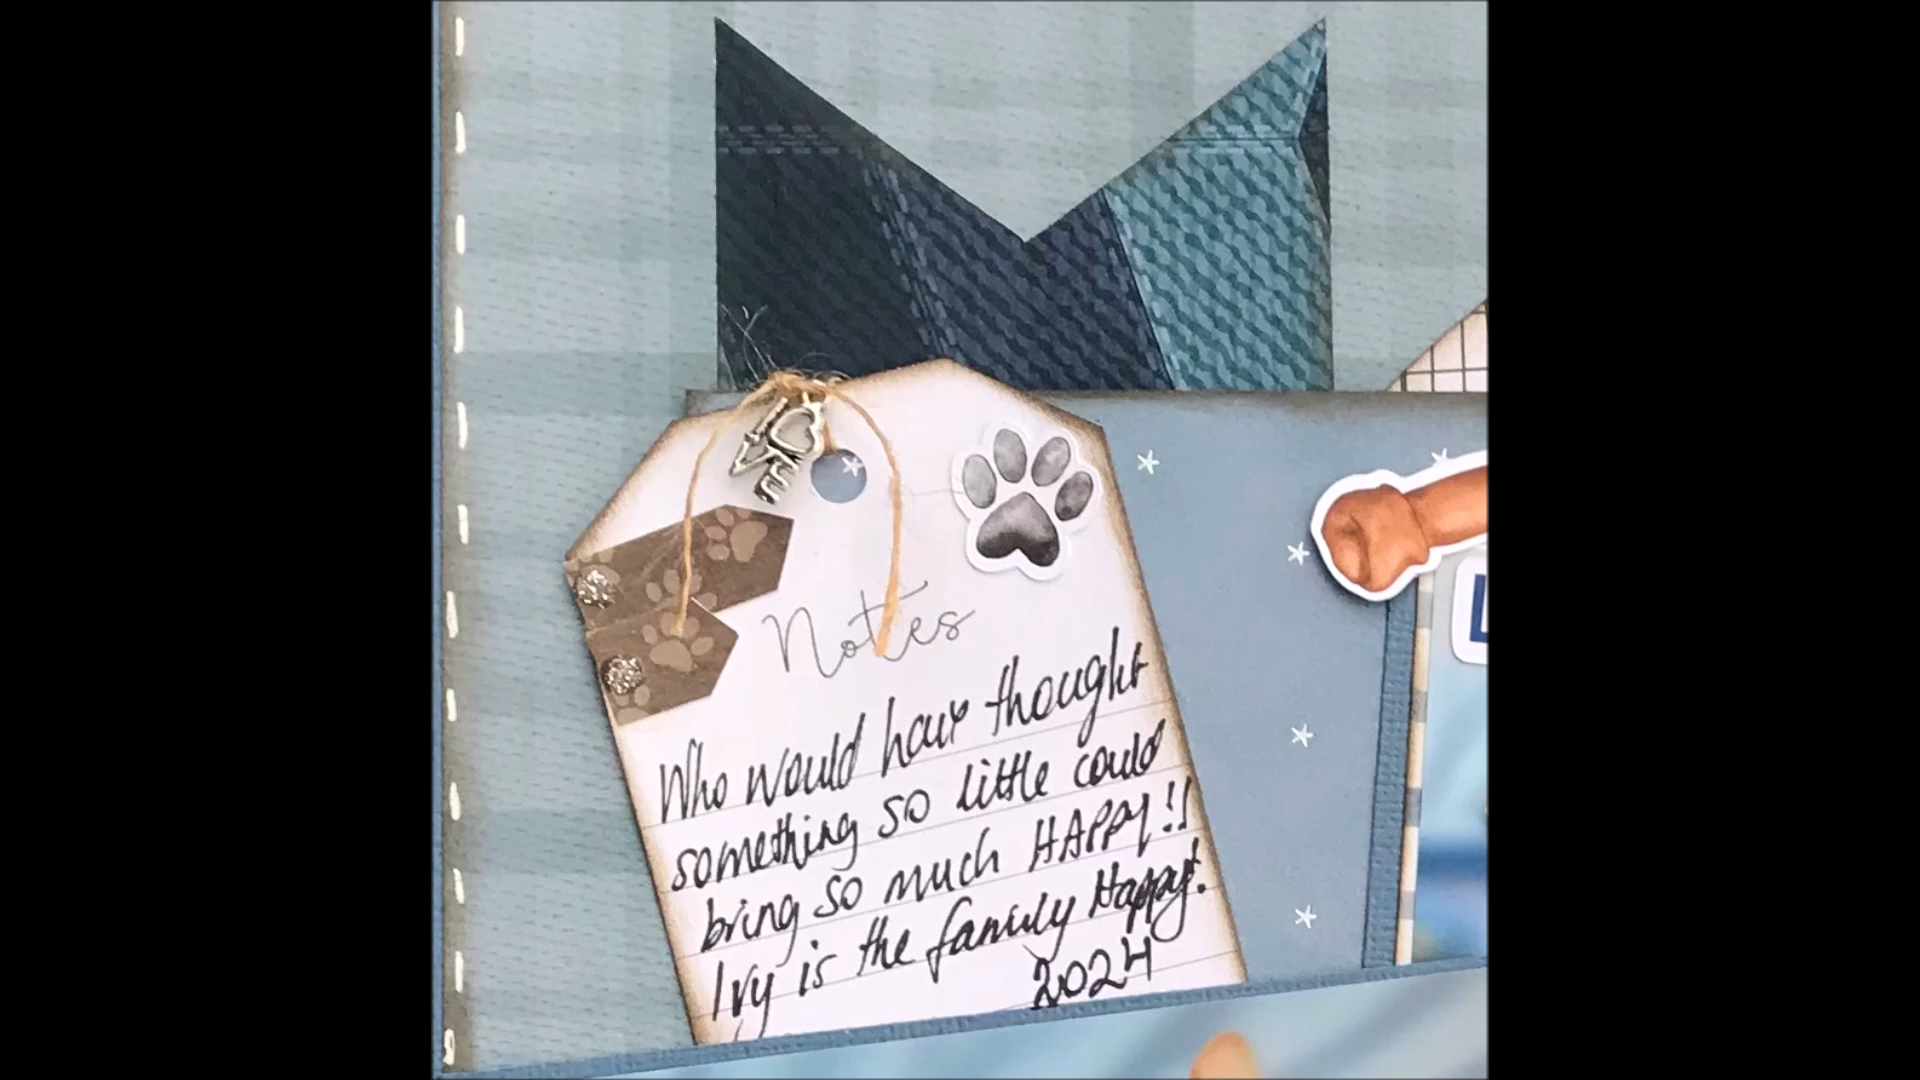 LOVE
Notes
Who would have thought
something so little could
bring so much HAPPY!!
Ivy is the family Happy!
2024